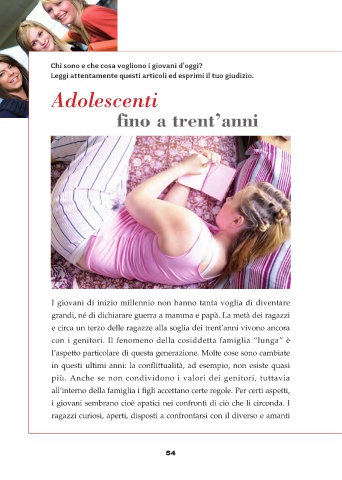 Chi sono e che cosa vogliono i giovani d'oggi?
Leggi attentamente questi articoli ed esprimi il tuo giudizio.
Adolescenti
fino a trent'anni
I giovani di inizio millennio non hanno tanta voglia di diventare
grandi, né di dichiarare guerra a mamma e papà. La metà dei ragazzi
e circa un terzo delle ragazze alla soglia dei trent'anni vivono ancora
con i genitori. Il fenomeno della cosiddetta famiglia "lunga" è
l'aspetto particolare di questa generazione. Molte cose sono cambiate
in questi ultimi anni: la conflittualità, ad esempio, non esiste quasi
più. Anche se non condividono i valori dei genitori, tuttavia
all'interno della famiglia i figli accettano certe regole. Per certi aspetti,
i giovani sembrano cioè apatici nei confronti di ciò che li circonda. I
ragazzi curiosi, aperti, disposti a confrontarsi con il diverso e amanti
54